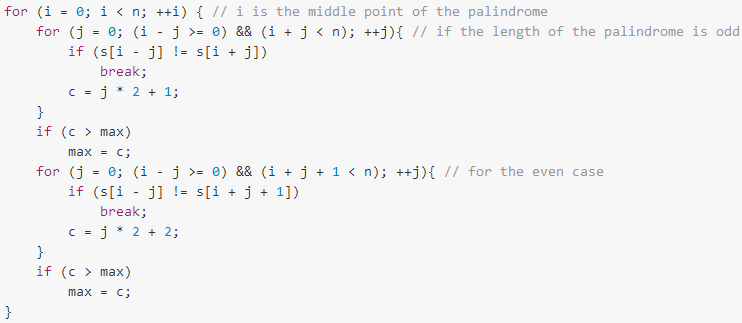 for (i = 0; i < n; ++i) { // i is the middle point of the palindrome
    for (j = 0; (i - j >= 0) && (i + j < n); ++j){ // if the length of the palindrome is odd
        if (s[i - j] != s[i + j])
            break;
        c = j * 2 + 1;
    }
    if (c > max)
        max = c;
    for (j = 0; (i - j >= 0) && (i + j + 1 < n); ++j){ // for the even case
        if (s[i - j] != s[i + j + 1])
            break;
        c = j * 2 + 2;
    }
    if (c > max)
        max = c;
}